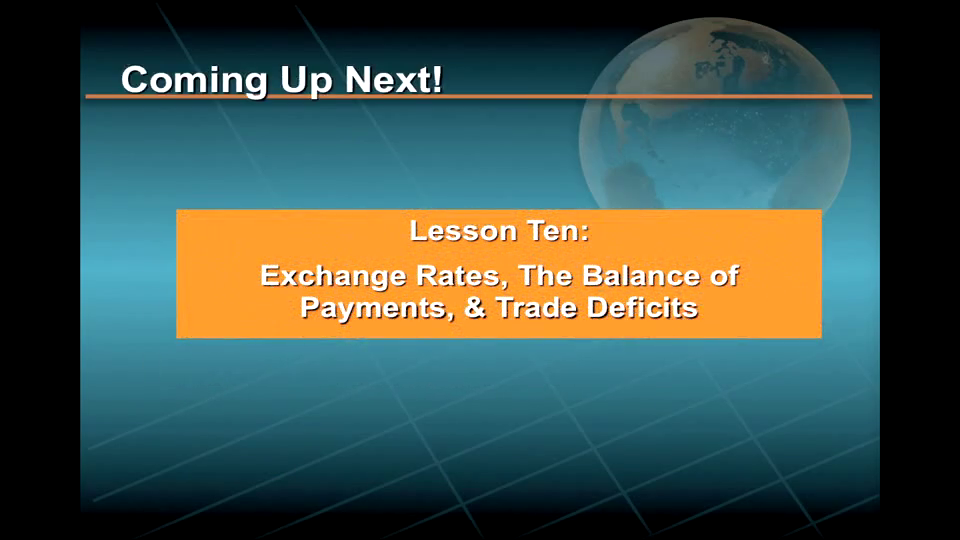 Coming Up Next!
Lesson Ten:
Exchange Rates, The Balance of
Payments, & Trade Deficits